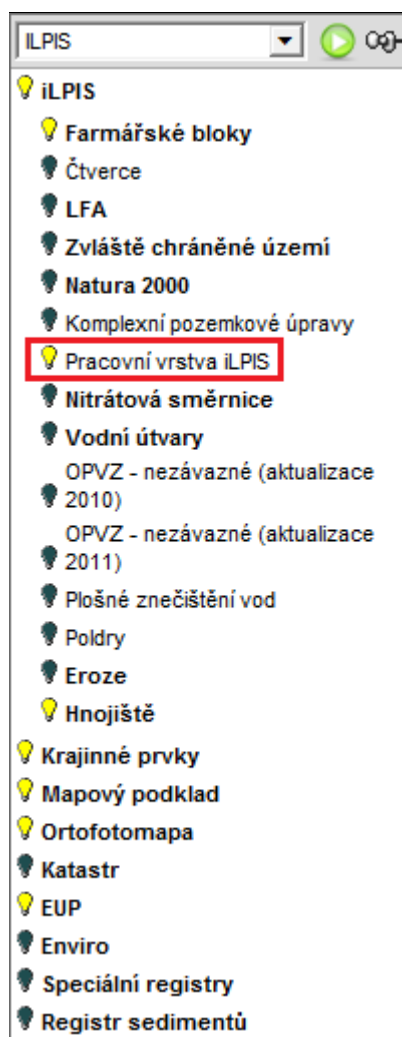 iLPIS
iLPIS
Farmářské bloky
Čtverce
LFA
Zvláště chráněné území
Natura 2000
Komplexní pozemkové úpravy
Pracovní vrstva iLPIS
Nitrátová směrnice
Vodní útvary
OPVZ - nezávazné (aktualizace
2010)
OPVZ - nezávazné (aktualizace
2011)
Plošné znečištění vod
Poldry
Eroze
Hnojiště
Krajinné prvky
Mapový podklad
Ortofotomapa
Katastr
EUP
Enviro
Speciální registry
Registr sedimentů